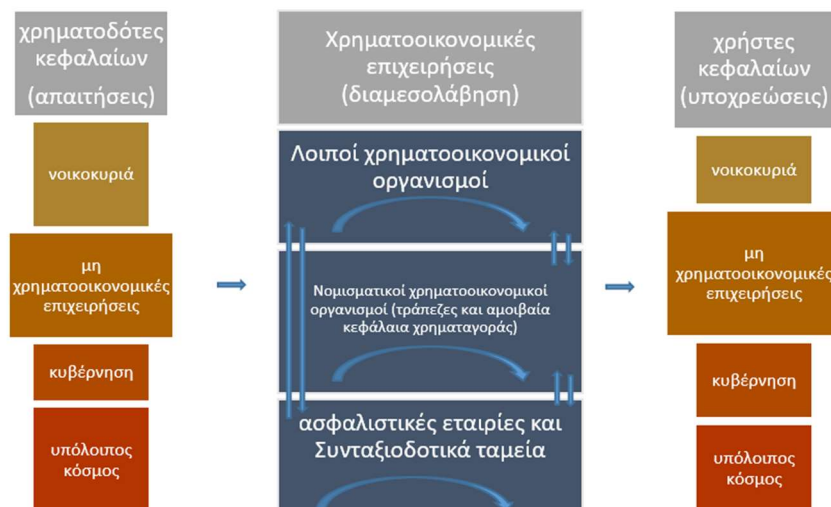 χρηματοδότες
κεφαλαίων
(απαιτήσεις)
νοικοκυριά
μη
χρηματοοικονομικές
επιχειρήσεις
κυβέρνηση
υπόλοιπος
κόσμος
Χρηματοοικονομικές
επιχειρήσεις
(διαμεσολάβηση)
Λοιποί χρηματοοικονομικοί
οργανισμοί
Νομισματικοί χρηματοοικονομικοί
οργανισμοί (τράπεζες και αμοιβαία
κεφάλαια χρηματαγοράς)
ασφαλιστικές εταιρίες και
Συνταξιοδοτικά ταμεία
χρήστες
κεφαλαίων
(υποχρεώσεις)
νοικοκυριά
μη
χρηματοοικονομικές
επιχειρήσεις
κυβέρνηση
υπόλοιπος
κόσμος